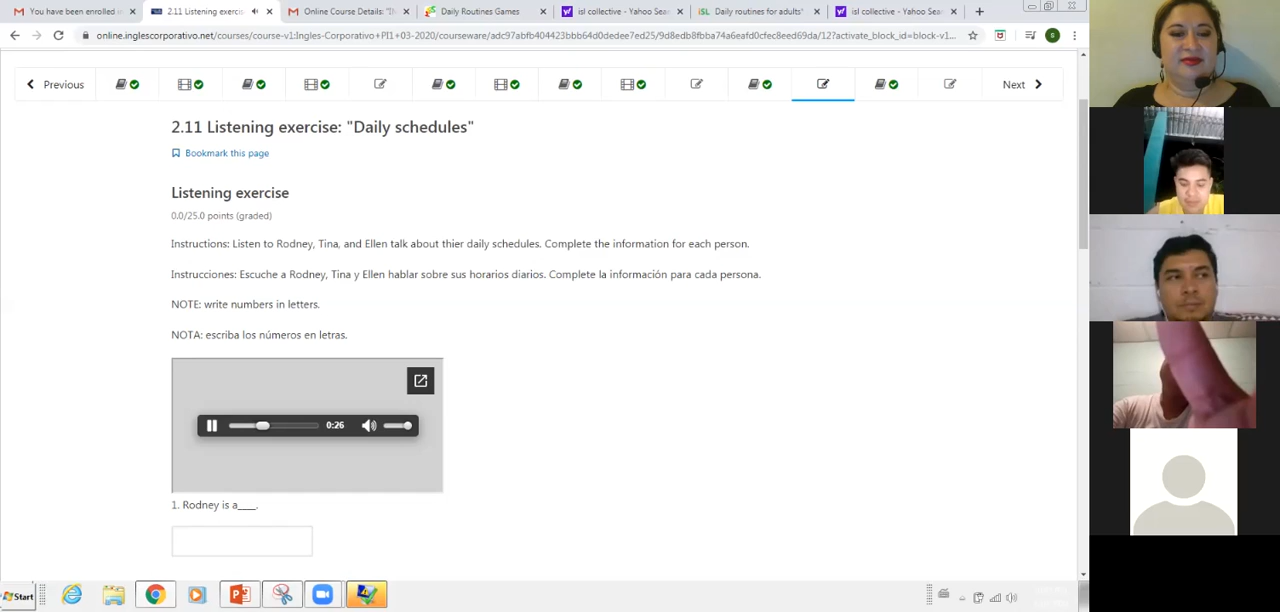 You have been enrolled in
2.11 Listening exercis
Online Course Details: "I
Daily Routines Games
isl collective - Yahoo Sea
Daily routines for adults"
isl collective - Yahoo Sea
online.inglescorporativo.net/courses/course-v1:Ingles-Corporativo+PI1+03-2020/courseware/adc97abfb404423bbb64d0dedee7ed25/9d8edb8fbba74a6eafd0cfec8eed69da/12?activate_block_id=block-v1...
Previous
Next
2.11 Listening exercise: "Daily schedules"
Bookmark this page
Listening exercise
0.0/25.0 points (graded)
Instructions: Listen to Rodney, Tina, and Ellen talk about thier daily schedules. Complete the information for each person.
Instrucciones: Escuche a Rodney, Tina y Ellen hablar sobre sus horarios diarios. Complete la información para cada persona.
NOTE: write numbers in letters.
NOTA: escriba los números en letras.
0:26
1. Rodney is a____.
Start